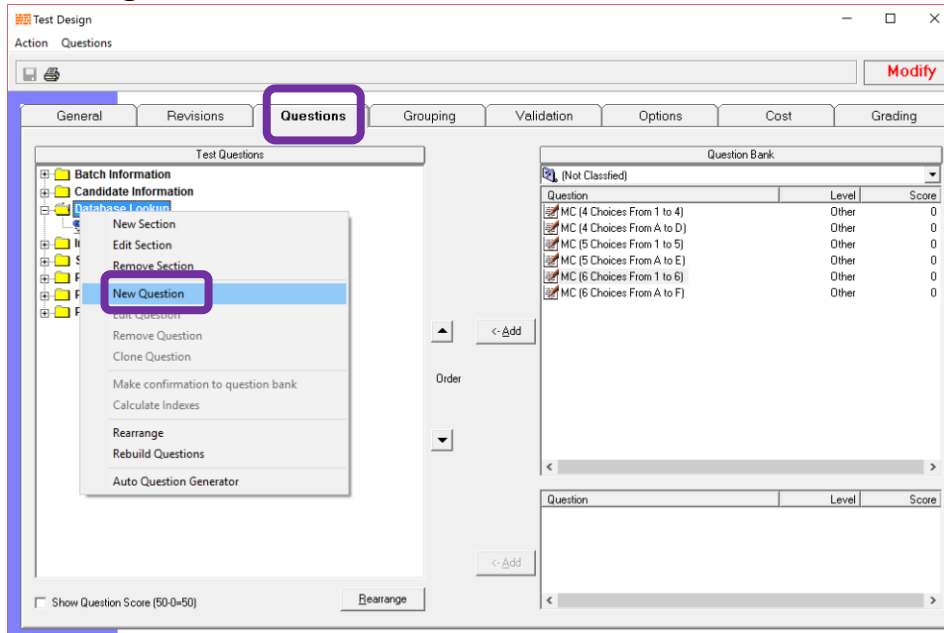 Test Design
Action Questions
Modify
General Revisions Questions Grouping Validation Options Cost Grading
Test Questions
Batch Information
Candidate Information
Database Lookup
New Section
Edit Section
Remove Section
New Question
Edit Question
Remove Question
Clone Question
Make confirmation to question bank
Calculate Indexes
Rearrange
Rebuild Questions
Auto Question Generator
Show Question Score (50-0=50)
Rearrange
<- Add
Order
<- Add
Question Bank
(Not Classfied)
Question Level Score
MC (4 Choices From 1 to 4) Other 0
MC (4 Choices From A to D) Other 0
MC (5 Choices From 1 to 5) Other 0
MC (5 Choices From A to E) Other 0
MC (6 Choices From 1 to 6) Other 0
MC (6 Choices From A to F) Other 0
Question Level Score